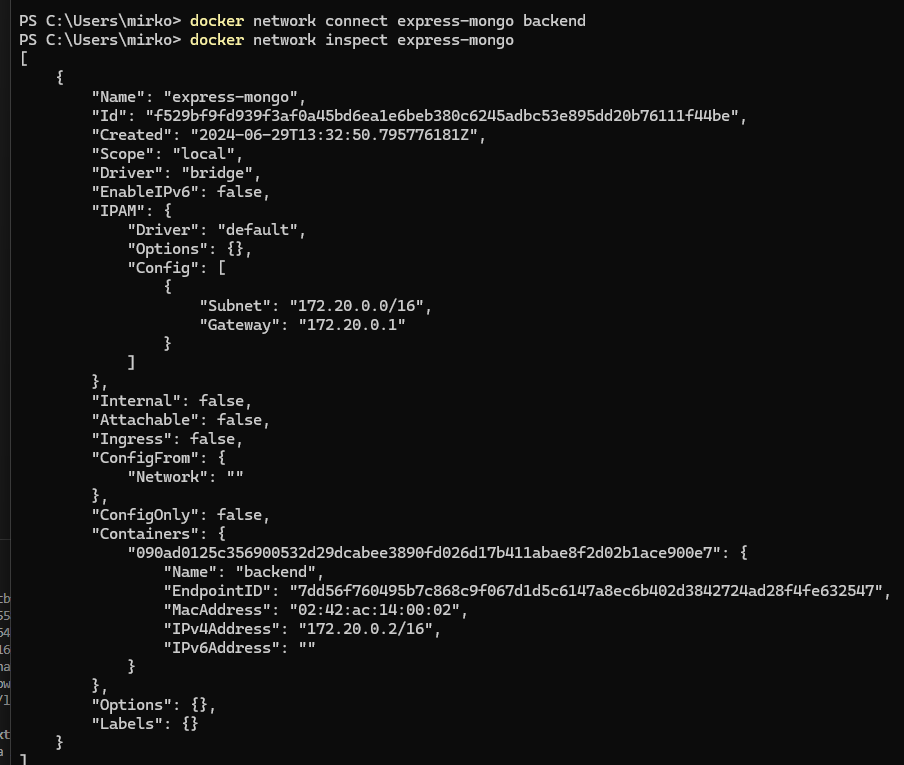 PS C:\Users\mirko> docker network connect express-mongo backend
PS C:\Users\mirko> docker network inspect express-mongo
[
    {
        "Name": "express-mongo",
        "Id": "f529bf9fd939f3af0a45bd6ea1e6beb380c6245adbc53e895dd20b76111f44be",
        "Created": "2024-06-29T13:32:50.795776181Z",
        "Scope": "local",
        "Driver": "bridge",
        "EnableIPv6": false,
        "IPAM": {
            "Driver": "default",
            "Options": {},
            "Config": [
                {
                    "Subnet": "172.20.0.0/16",
                    "Gateway": "172.20.0.1"
                }
            ]
        },
        "Internal": false,
        "Attachable": false,
        "Ingress": false,
        "ConfigFrom": {
            "Network": ""
        },
        "ConfigOnly": false,
        "Containers": {
            "090ad0125c356900532d29dcabee3890fd026d17b411abae8f2d02b1ace900e7": {
                "Name": "backend",
                "EndpointID": "7dd56f760495b7c868c9f067d1d5c6147a8ec6b402d3842724ad28f4fe632547",
                "MacAddress": "02:42:ac:14:00:02",
                "IPv4Address": "172.20.0.2/16",
                "IPv6Address": ""
            }
        },
        "Options": {},
        "Labels": {}
    }
]